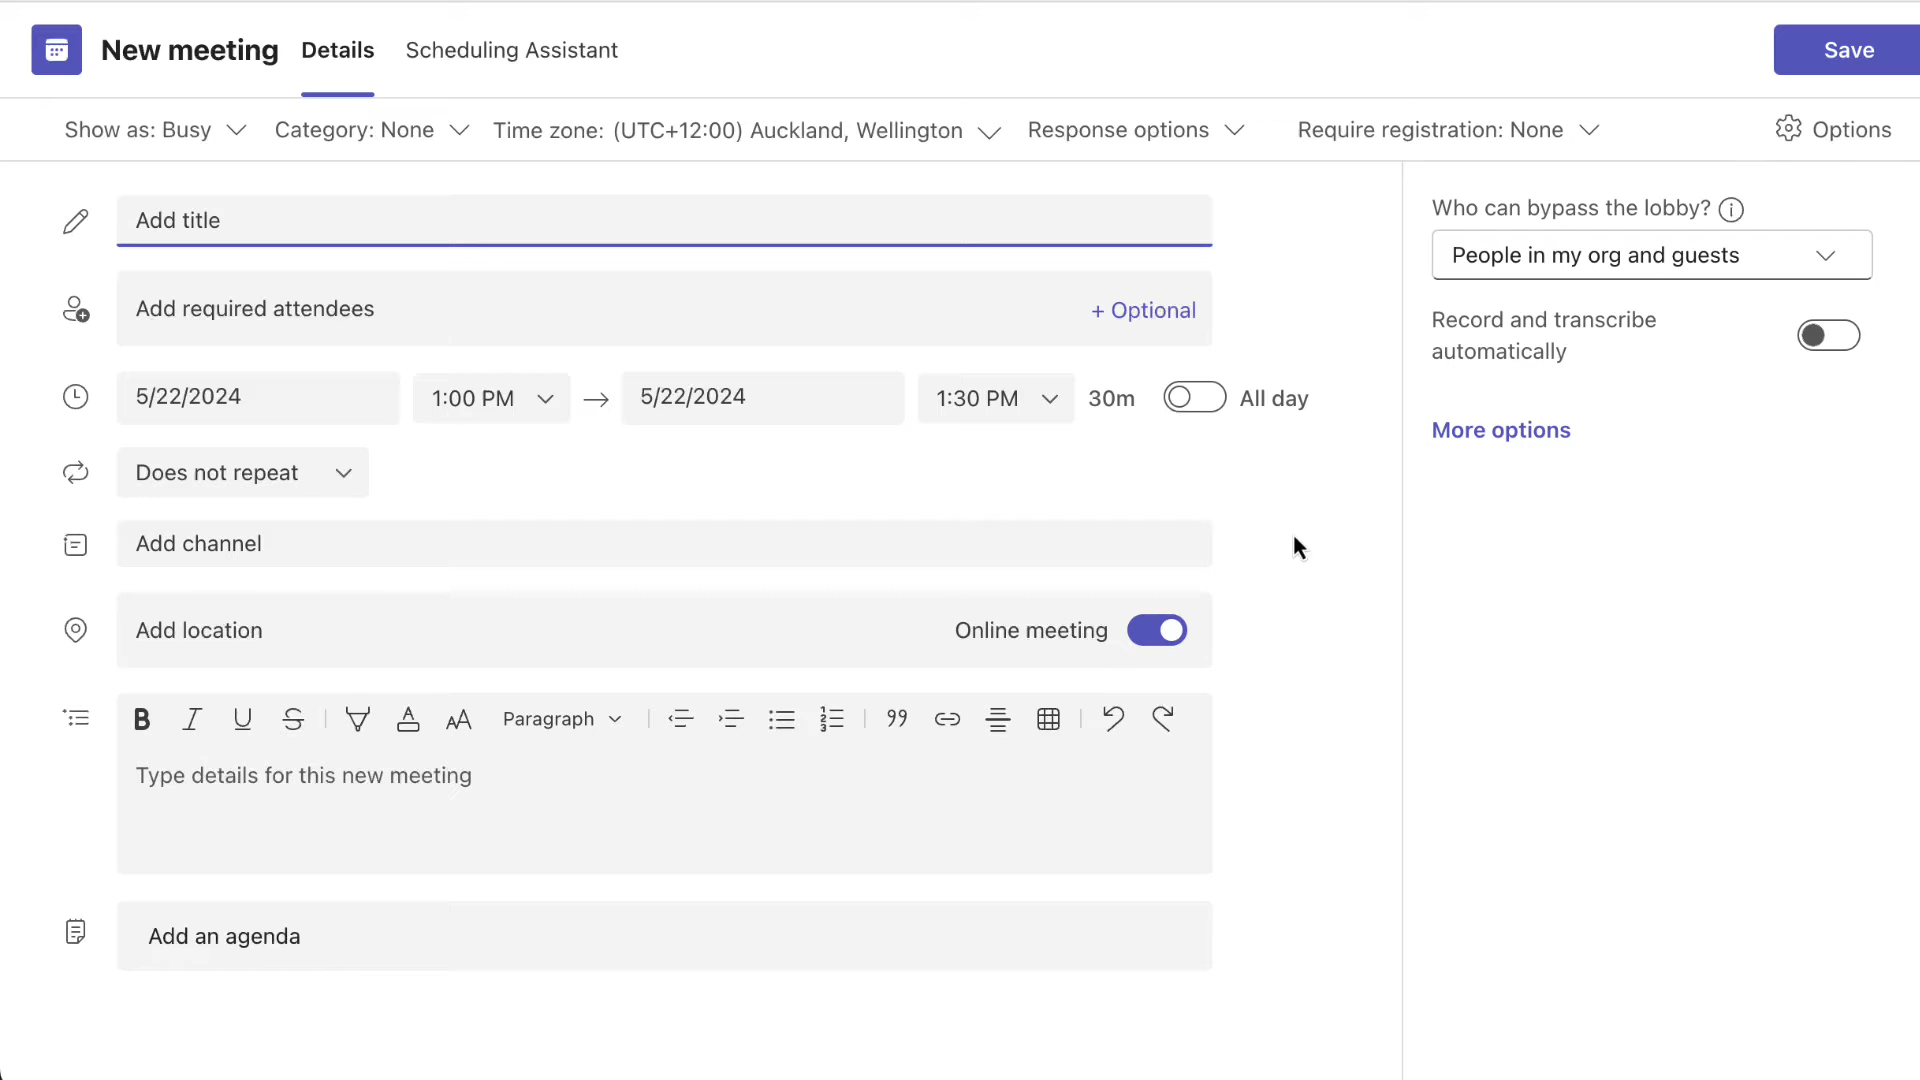 New meeting Details Scheduling Assistant Save
Show as: Busy Category: None Time zone: (UTC+12:00) Auckland, Wellington Response options Require registration: None Options
Add title
Add required attendees + Optional
5/22/2024 1:00 PM → 5/22/2024 1:30 PM 30m All day
Does not repeat
Add channel
Add location Online meeting
B I U S A AA Paragraph 99
Type details for this new meeting
Add an agenda
Who can bypass the lobby?
People in my org and guests
Record and transcribe
automatically
More options